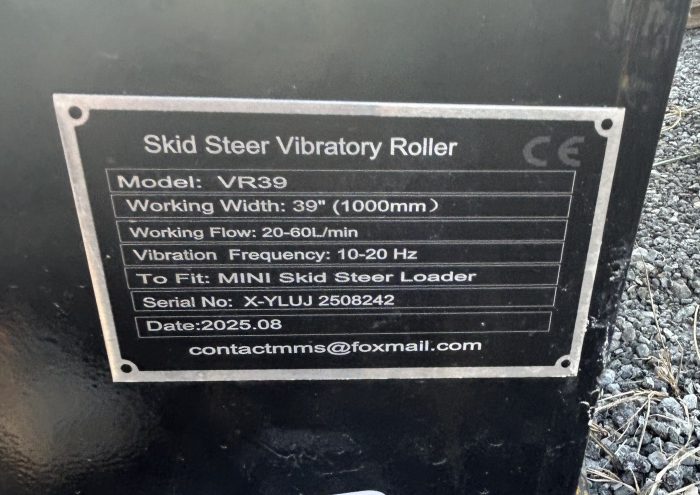 Skid Steer Vibratory Roller CE
Model: VR39
Working Width: 39" (1000mm)
Working Flow: 20-60L/min
Vibration Frequency: 10-20 Hz
To Fit: MINI Skid Steer Loader
Serial No: X-YLUJ 2508242
Date:2025.08
contactmms@foxmail.com